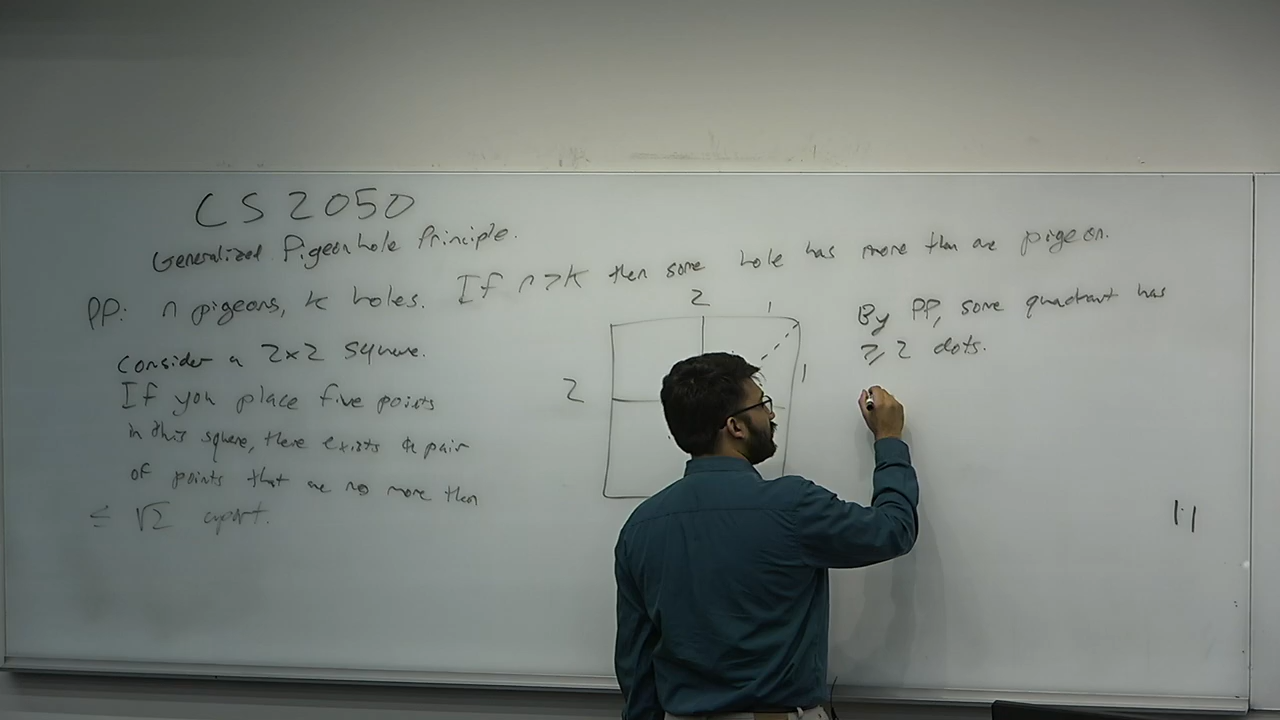 CS 2050
Generalized Pigeonhole Principle.
PP: n pigeons, k holes. If n > k then some hole has more than one pigeon.
Consider a 2x2 square.
If you place five points
in this square, there exists a pair
of points that are no more than
≤ √2 apart.
2
1
2
1
By PP, some quadrant has
≥ 2 dots.